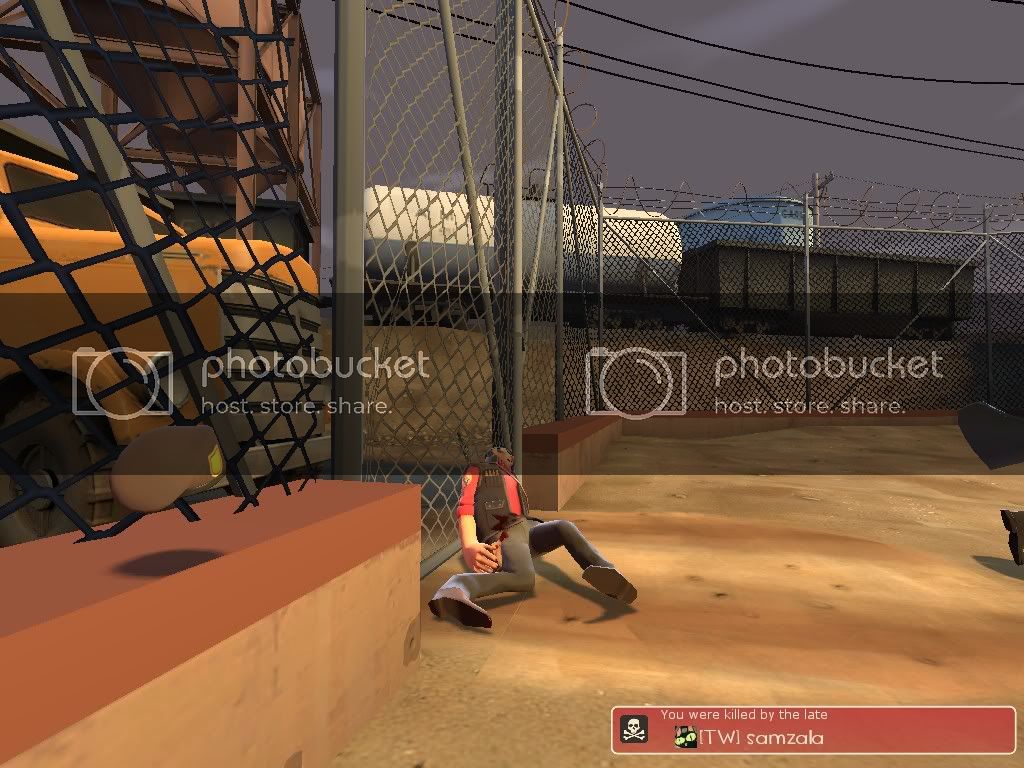 photobucket
host. store. share.
photobucket
host. store. share.
You were killed by the late
[TW] samzala